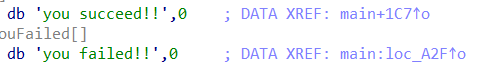 db 'you succeed!!',0 ; DATA XREF: main+1C7↑o
ouFailed[]
db 'you failed!!',0 ; DATA XREF: main:loc_A2F↑o